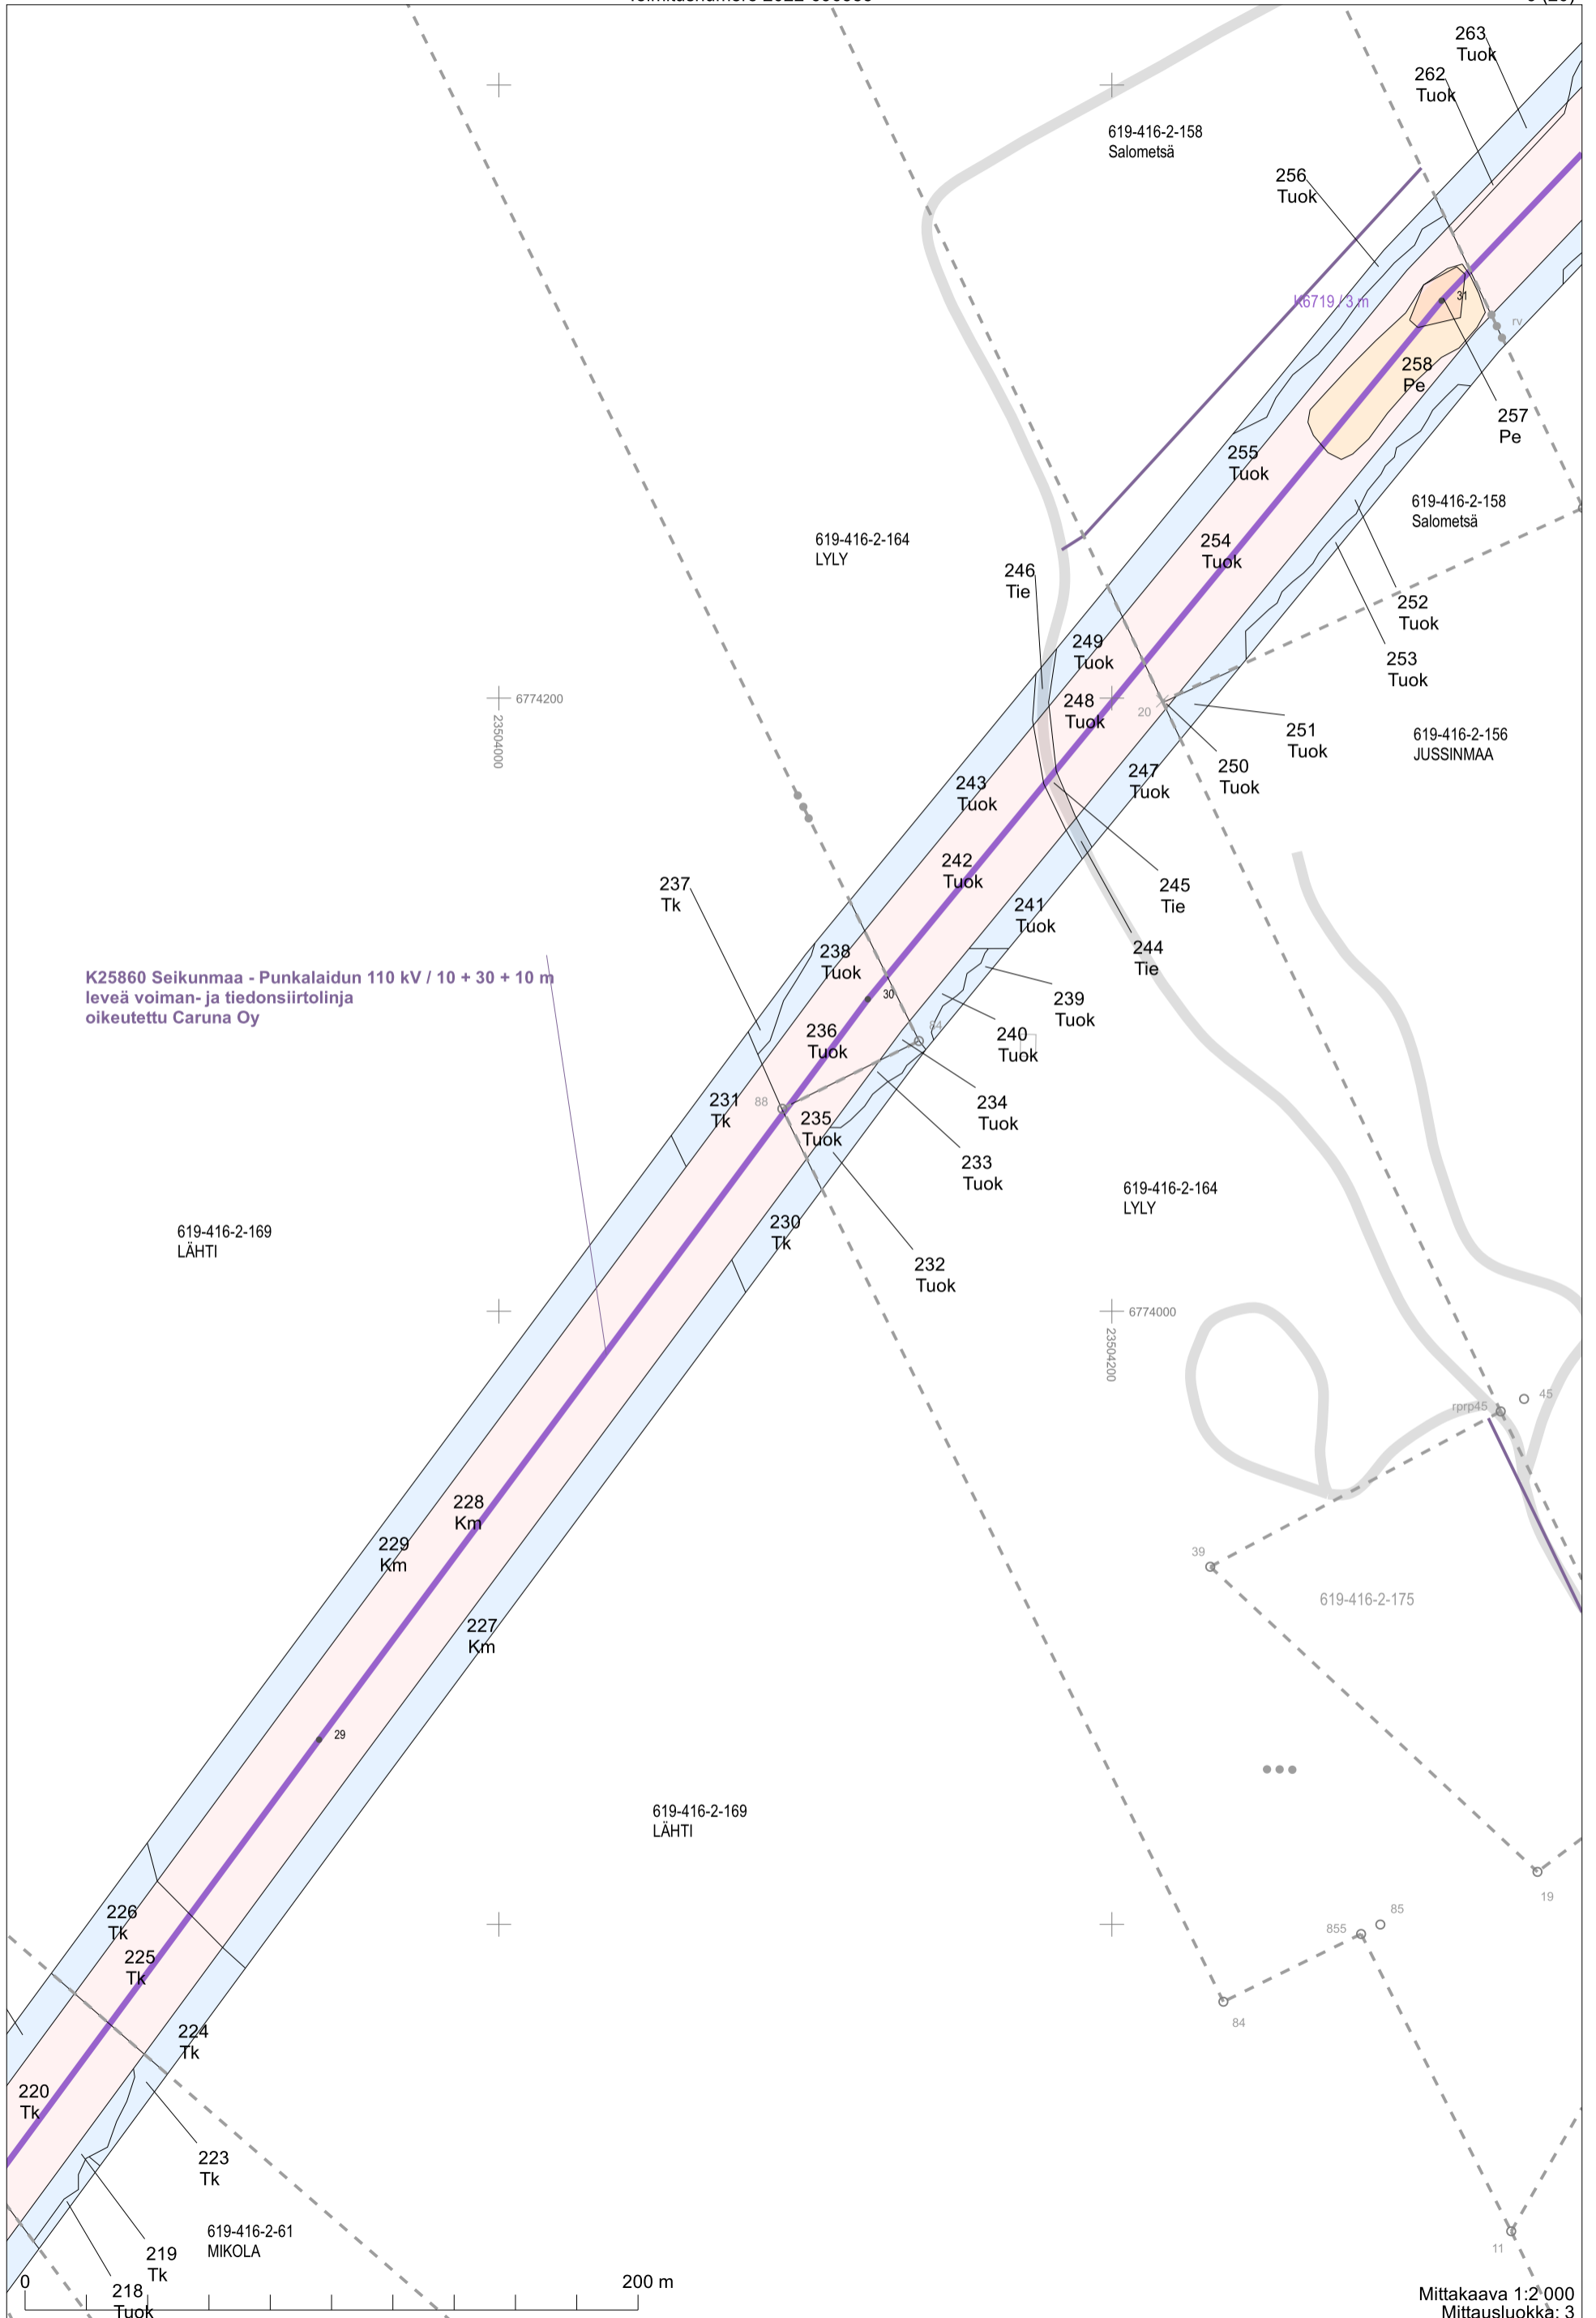 263
Tuok
262
Tuok
619-416-2-158
Salometsä
256
Tuok
K6719 / 3 m
31
rv
258
Pe
257
Pe
255
Tuok
619-416-2-158
Salometsä
619-416-2-164
LYLY
254
Tuok
246
Tie
252
Tuok
249
Tuok
253
Tuok
6774200
23504000
248
Tuok
20
251
Tuok
619-416-2-156
JUSSINMAA
250
Tuok
247
Tuok
243
Tuok
242
Tuok
237
Tk
245
Tie
241
Tuok
244
Tie
238
Tuok
K25860 Seikunmaa - Punkalaidun 110 kV / 10 + 30 + 10 m
leveä voiman- ja tiedonsiirtolinja
oikeutettu Caruna Oy
30
239
Tuok
84
236
Tuok
240
Tuok
231
Tk
88
234
Tuok
235
Tuok
233
Tuok
619-416-2-164
LYLY
619-416-2-169
LÄHTI
230
Tk
232
Tuok
6774000
23504200
45
rprp45
228
Km
229
Km
39
619-416-2-175
227
Km
29
619-416-2-169
LÄHTI
19
226
Tk
85
855
225
Tk
84
224
Tk
220
Tk
223
Tk
619-416-2-61
MIKOLA
11
219
Tk
218
Tuok
0
200 m
Mittakaava 1:2 000
Mittausluokka: 3